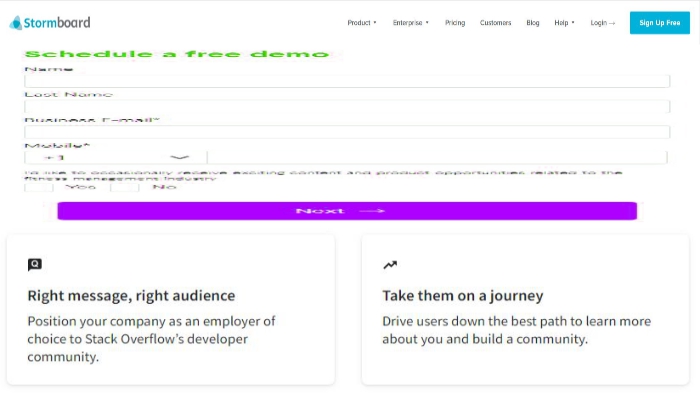 Stormboard
Product Enterprise Pricing Customers Blog Help Login → Sign Up Free
Schedule a free demo
Name
Last Name
Business E-mail*
Mobile*
+1
I'd like to occasionally receive exciting content and product opportunities related to the
fitness management industry
Yes No
Next →
Right message, right audience
Position your company as an employer of
choice to Stack Overflow's developer
community.
Take them on a journey
Drive users down the best path to learn more
about you and build a community.